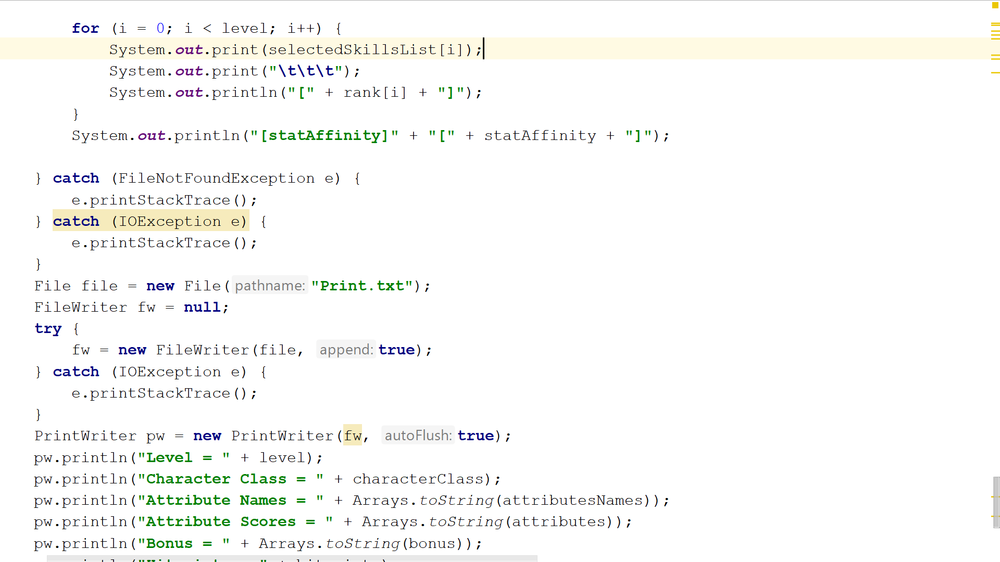 for (i = 0; i < level; i++) {
System.out.print(selectedSkillsList[i]);
System.out.print("\t\t\t");
System.out.println("[" + rank[i] + "]");
}
System.out.println("[statAffinity]" + "[" + statAffinity + "]");
} catch (FileNotFoundException e) {
e.printStackTrace();
} catch (IOException e) {
e.printStackTrace();
}
File file = new File( pathname: "Print.txt");
FileWriter fw = null;
try {
fw = new FileWriter(file, append: true);
} catch (IOException e) {
e.printStackTrace();
}
PrintWriter pw = new PrintWriter(fw, autoFlush: true);
pw.println("Level = " + level);
pw.println("Character Class = " + characterClass);
pw.println("Attribute Names = " + Arrays.toString(attributesNames));
pw.println("Attribute Scores = " + Arrays.toString(attributes));
pw.println("Bonus = " + Arrays.toString(bonus));